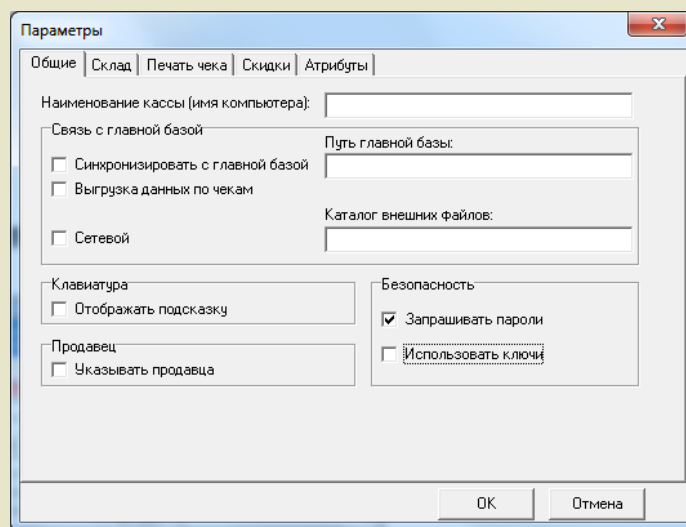 Параметры
Общие Склад Печать чека Скидки Атрибуты
Наименование кассы (имя компьютера):
Связь с главной базой
Путь главной базы:
Синхронизировать с главной базой
Выгрузка данных по чекам
Каталог внешних файлов:
Сетевой
Клавиатура
Отображать подсказку
Безопасность
Запрашивать пароли
Использовать ключи
Продавец
Указывать продавца
OK Отмена